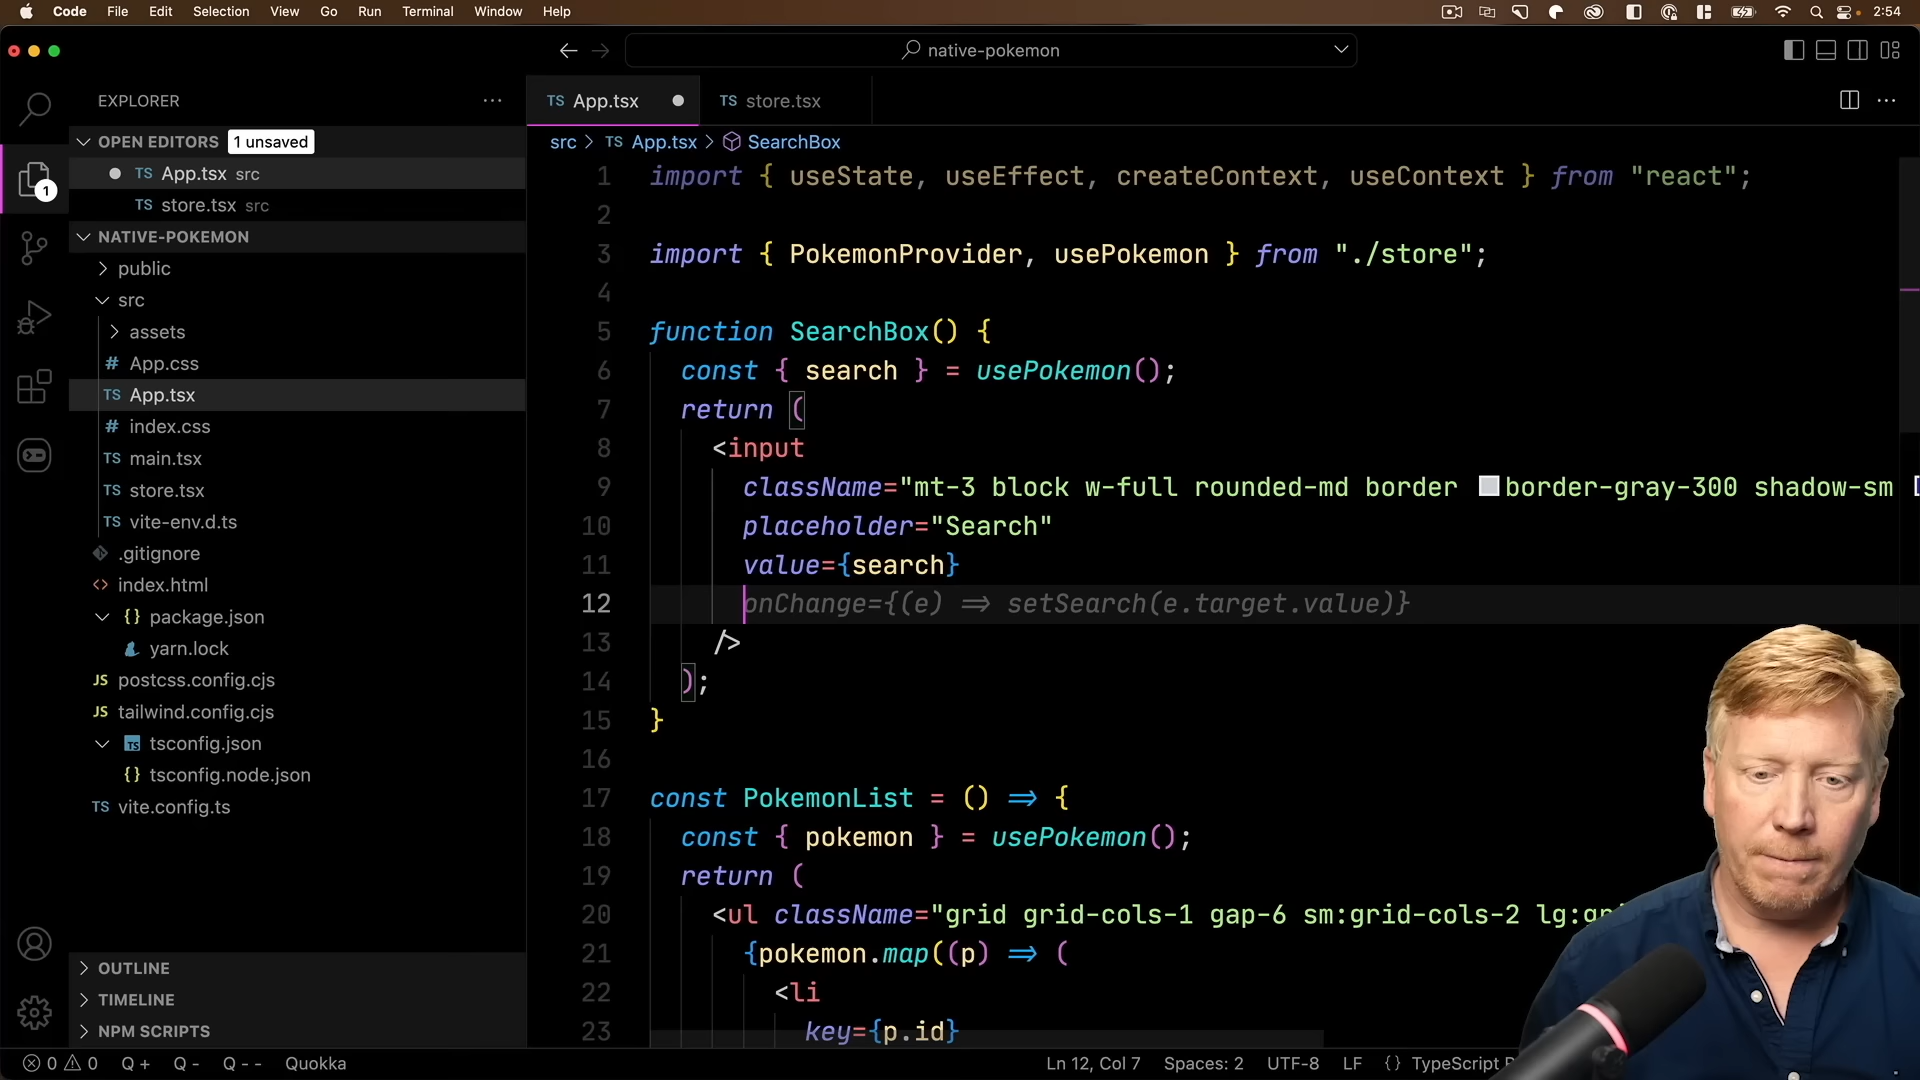 Code File Edit Selection View Go Run Terminal Window Help 2:54
native-pokemon
EXPLORER
OPEN EDITORS 1 unsaved
TS App.tsx src
TS store.tsx src
1
NATIVE-POKEMON
public
src
assets
# App.css
TS App.tsx
# index.css
TS main.tsx
TS store.tsx
TS vite-env.d.ts
.gitignore
<> index.html
{} package.json
yarn.lock
JS postcss.config.cjs
JS tailwind.config.cjs
TS tsconfig.json
{} tsconfig.node.json
TS vite.config.ts
OUTLINE
TIMELINE
NPM SCRIPTS
TS App.tsx
TS store.tsx
src > TS App.tsx > SearchBox
1 import { useState, useEffect, createContext, useContext } from "react";
2
3 import { PokemonProvider, usePokemon } from "./store";
4
5 function SearchBox() {
6 const { search } = usePokemon();
7 return (
8 <input
9 className="mt-3 block w-full rounded-md border border-gray-300 shadow-sm
10 placeholder="Search"
11 value={search}
12 onChange={(e) => setSearch(e.target.value)}
13 />
14 );
15 }
16
17 const PokemonList = () => {
18 const { pokemon } = usePokemon();
19 return (
20 <ul className="grid grid-cols-1 gap-6 sm:grid-cols-2
21 {pokemon.map((p) => (
22 <li
23 key={p.id}
0 0 Q + Q - Q - - Quokka Ln 12, Col 7 Spaces: 2 UTF-8 LF {} TypeScript